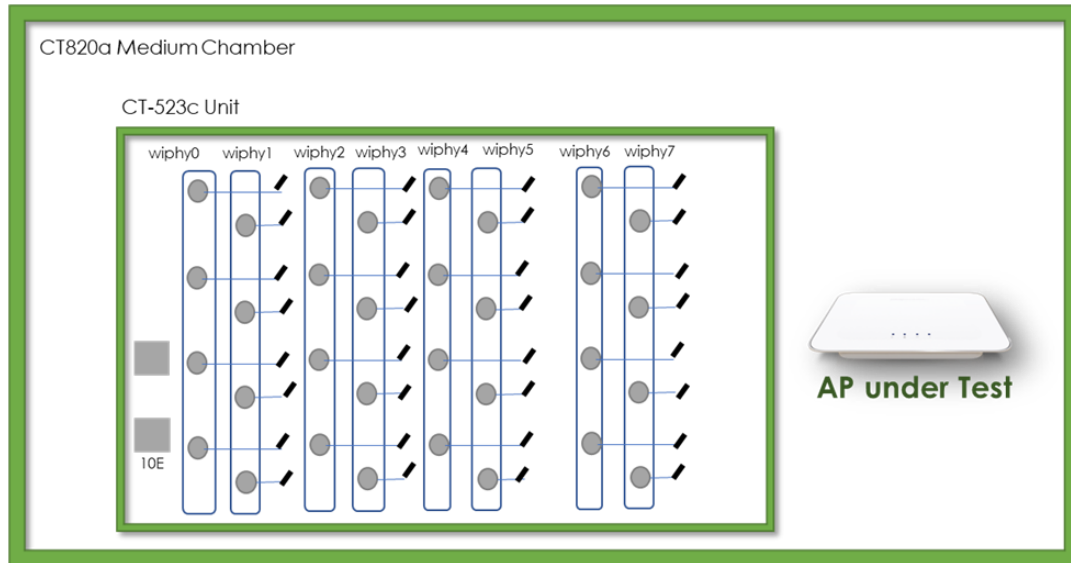 CT820a Medium Chamber
CT-523c Unit
wiphy0 wiphy1 wiphy2 wiphy3 wiphy4 wiphy5 wiphy6 wiphy7
10E
AP under Test